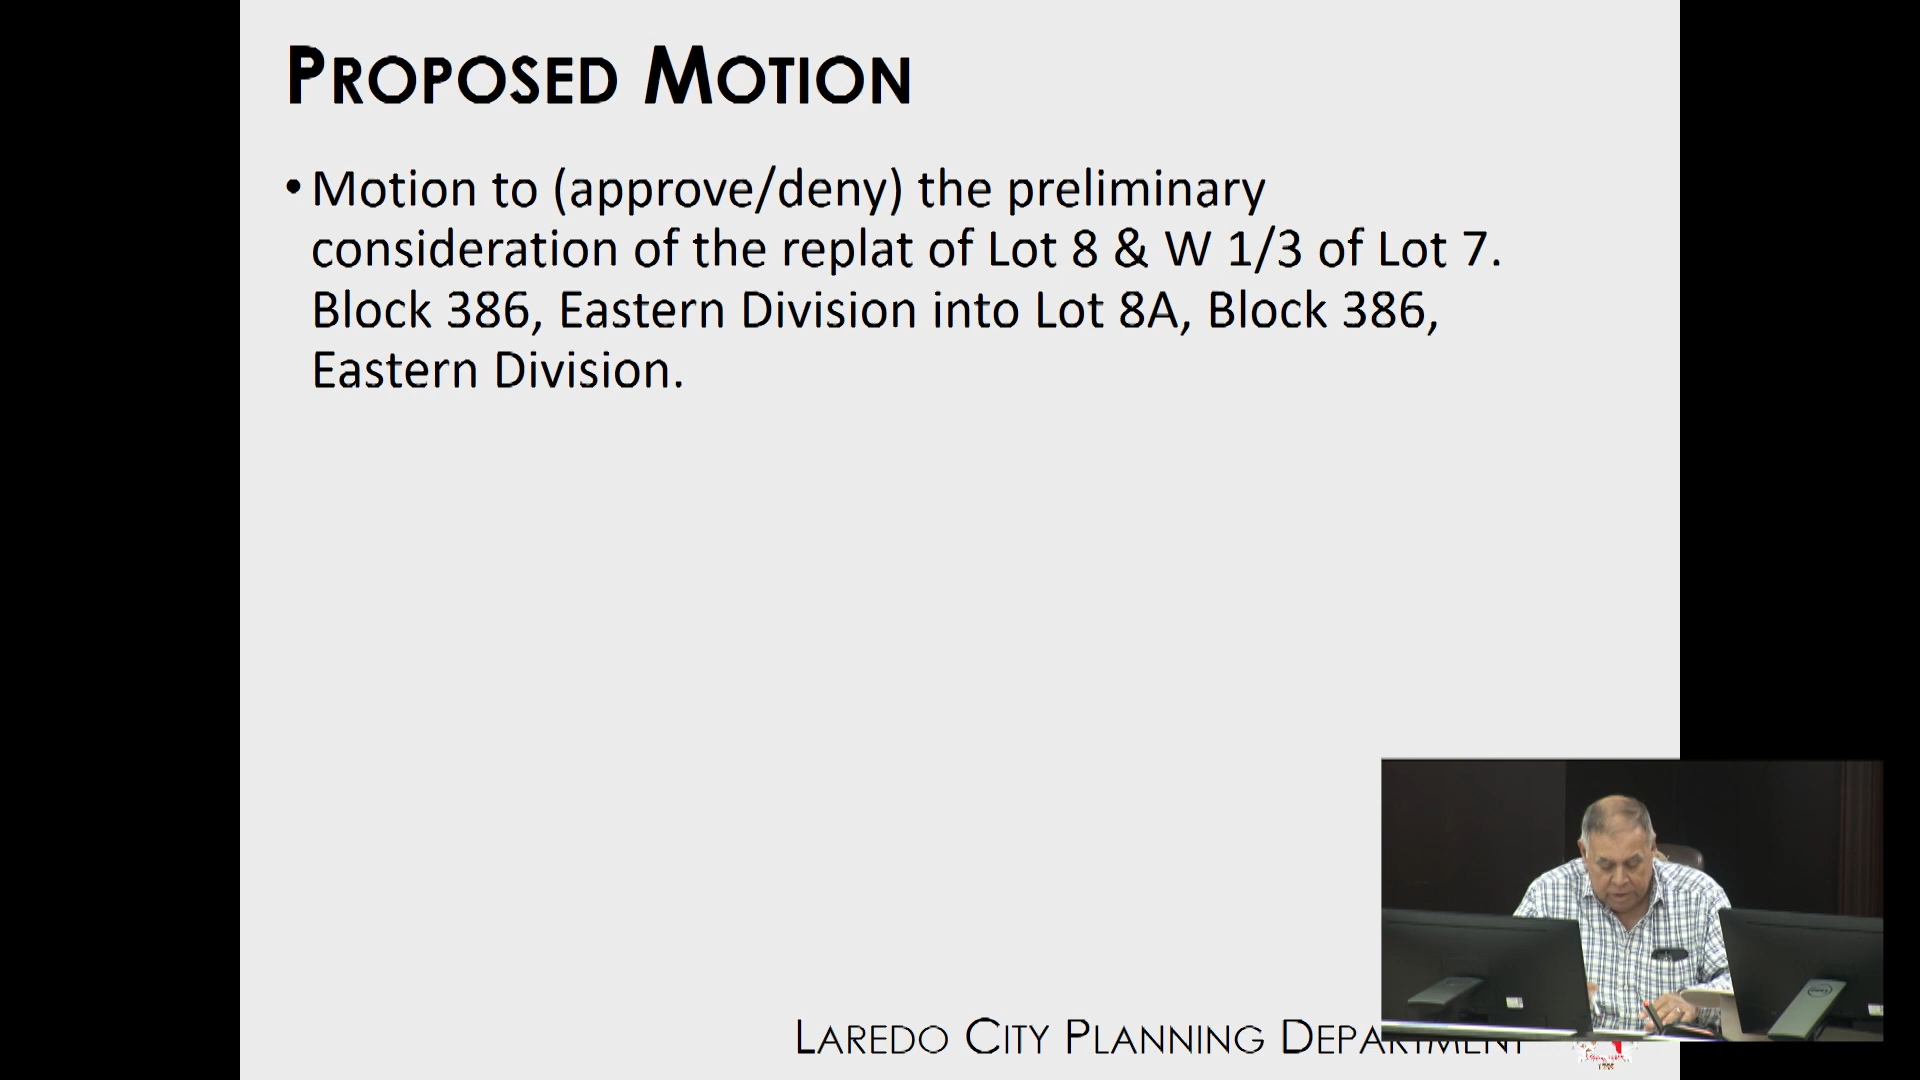 PROPOSED MOTION
• Motion to (approve/deny) the preliminary
consideration of the replat of Lot 8 & W 1/3 of Lot 7.
Block 386, Eastern Division into Lot 8A, Block 386,
Eastern Division.
LAREDO CITY PLANNING DEPARTMENT